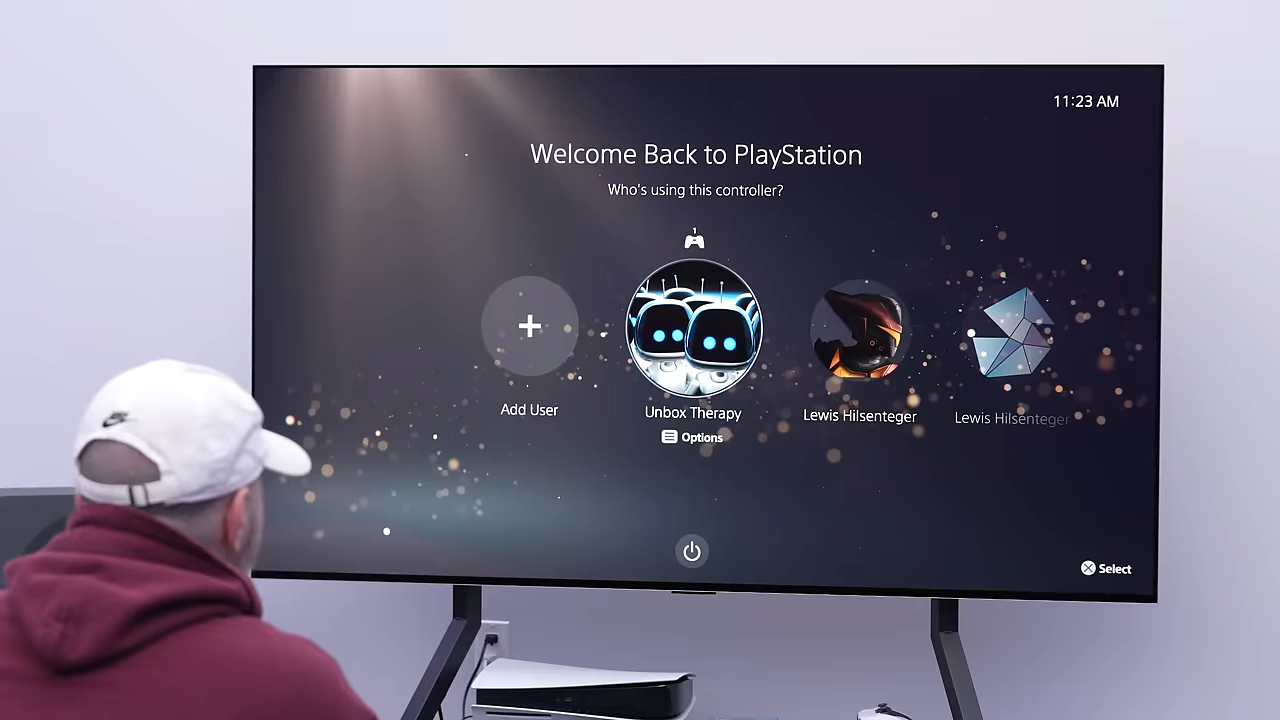 11:23 AM
Welcome Back to PlayStation
Who's using this controller?
1
Add User
Unbox Therapy
Lewis Hilsenteger
Lewis Hilsenteger
Options
Select